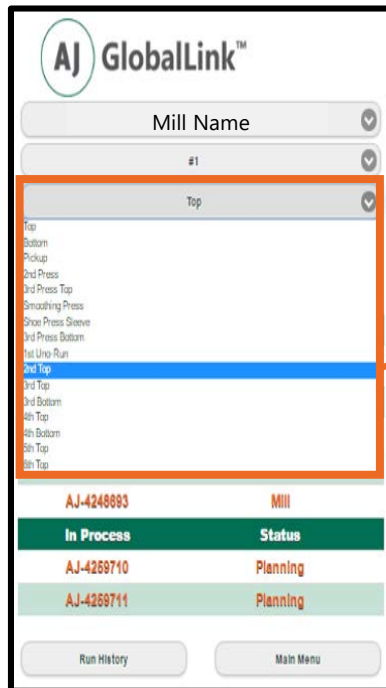 AJ GlobalLink™
Mill Name
#1
Top
Top
Bottom
Pickup
2nd Press
3rd Press Top
Smoothing Press
Shoe Press Sleeve
3rd Press Bottom
1st Uno-Run
2nd Top
3rd Top
3rd Bottom
4th Top
4th Bottom
5th Top
6th Top
AJ-4248693 Mill
In Process Status
AJ-4259710 Planning
AJ-4259711 Planning
Run History Main Menu